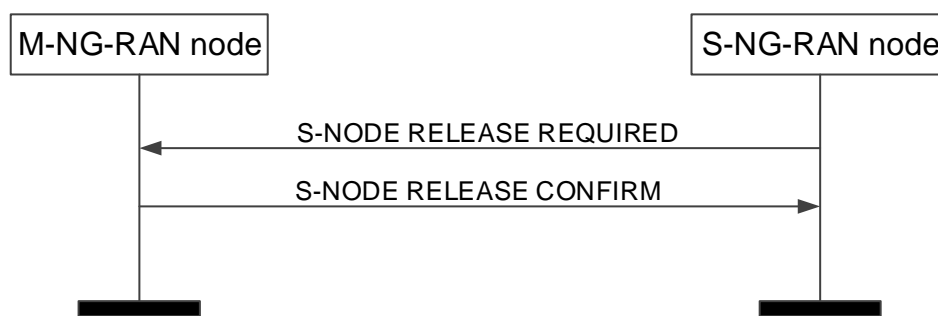 M-NG-RAN node
S-NG-RAN node
S-NODE RELEASE REQUIRED
S-NODE RELEASE CONFIRM